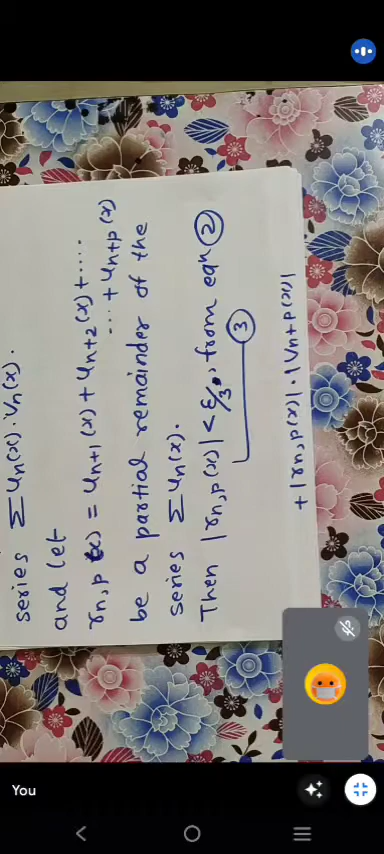 series Σ un(x).vn(x).
and let
rn,p(x) = un+1(x) + un+2(x) + ....
... + un+p(x)
be a partial remainder of the
series Σ un(x).
Then |rn,p(x)| < ε/3, from eqn (2)
(3)
+ |rn,p(x)| . |Vn+p(x)|
You